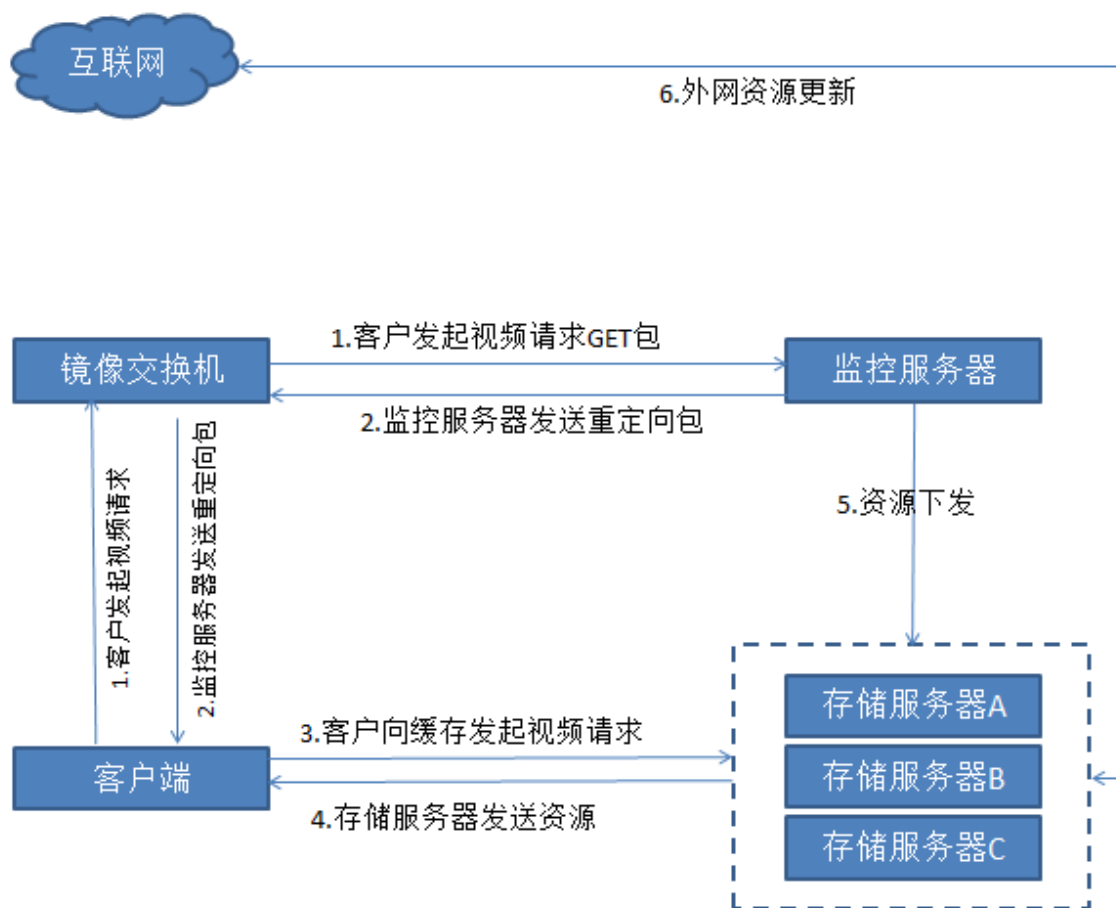 互联网
6.外网资源更新
1.客户发起视频请求GET包
镜像交换机
监控服务器
2.监控服务器发送重定向包
1.客户发起视频请求
2.监控服务器发送重定向包
5.资源下发
存储服务器A
3.客户向缓存发起视频请求
客户端
存储服务器B
4.存储服务器发送资源
存储服务器C